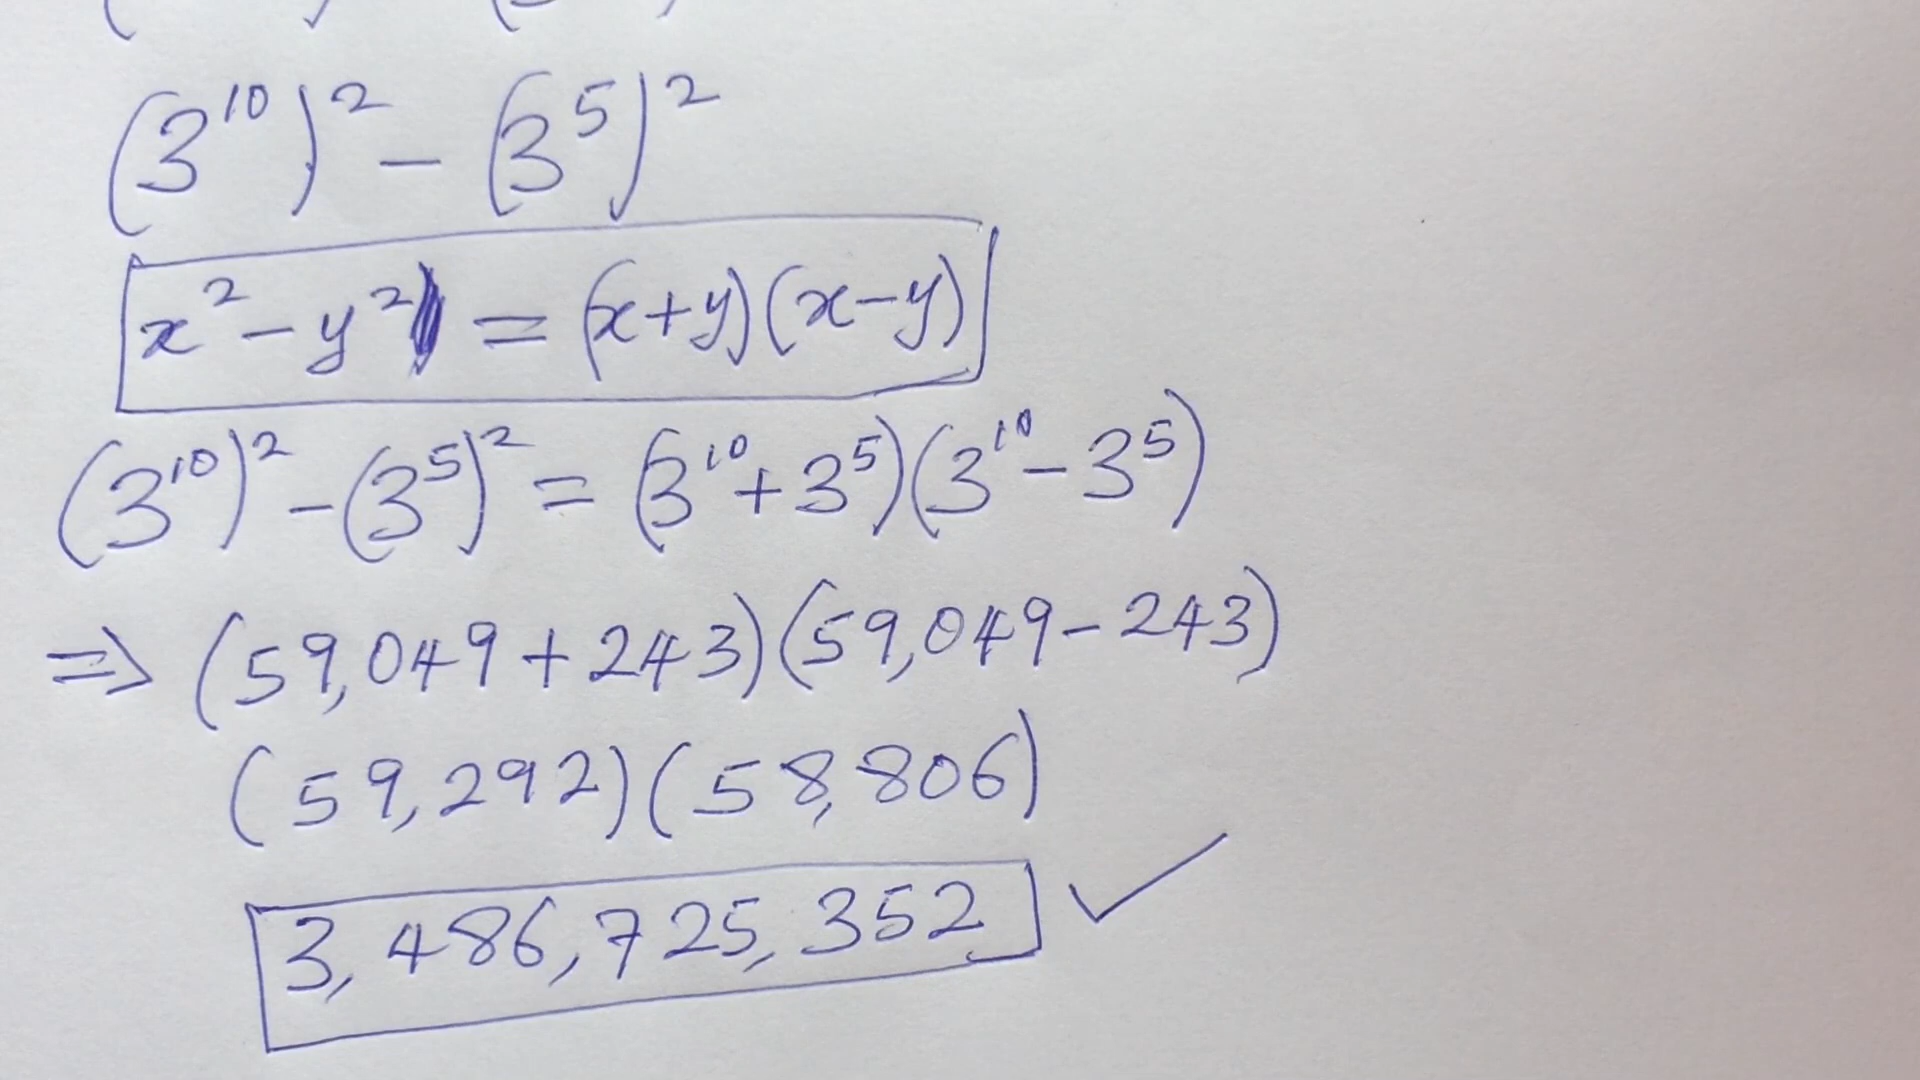 (3¹⁰)² - (3⁵)²
x² - y² = (x+y)(x-y)
(3¹⁰)² - (3⁵)² = (3¹⁰+3⁵)(3¹⁰-3⁵)
⇒ (59,049+243)(59,049-243)
(59,292)(58,806)
3,486,725,352 ✓